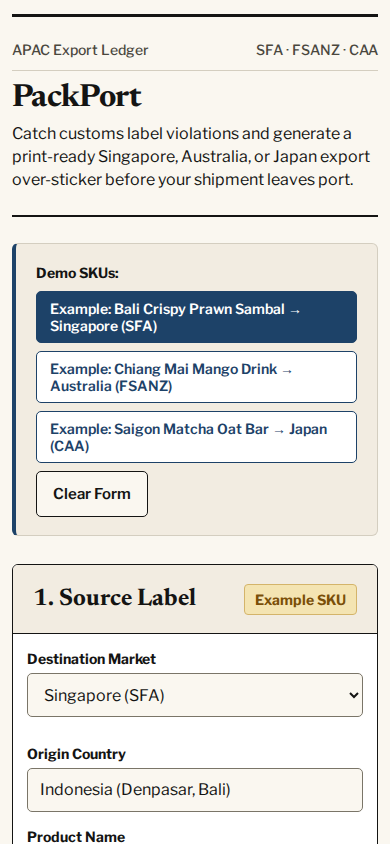 APAC Export Ledger
SFA · FSANZ · CAA
PackPort
Catch customs label violations and generate a
print-ready Singapore, Australia, or Japan export
over-sticker before your shipment leaves port.
Demo SKUs:
Example: Bali Crispy Prawn Sambal →
Singapore (SFA)
Example: Chiang Mai Mango Drink →
Australia (FSANZ)
Example: Saigon Matcha Oat Bar → Japan
(CAA)
Clear Form
1. Source Label
Example SKU
Destination Market
Singapore (SFA)
Origin Country
Indonesia (Denpasar, Bali)
Product Name